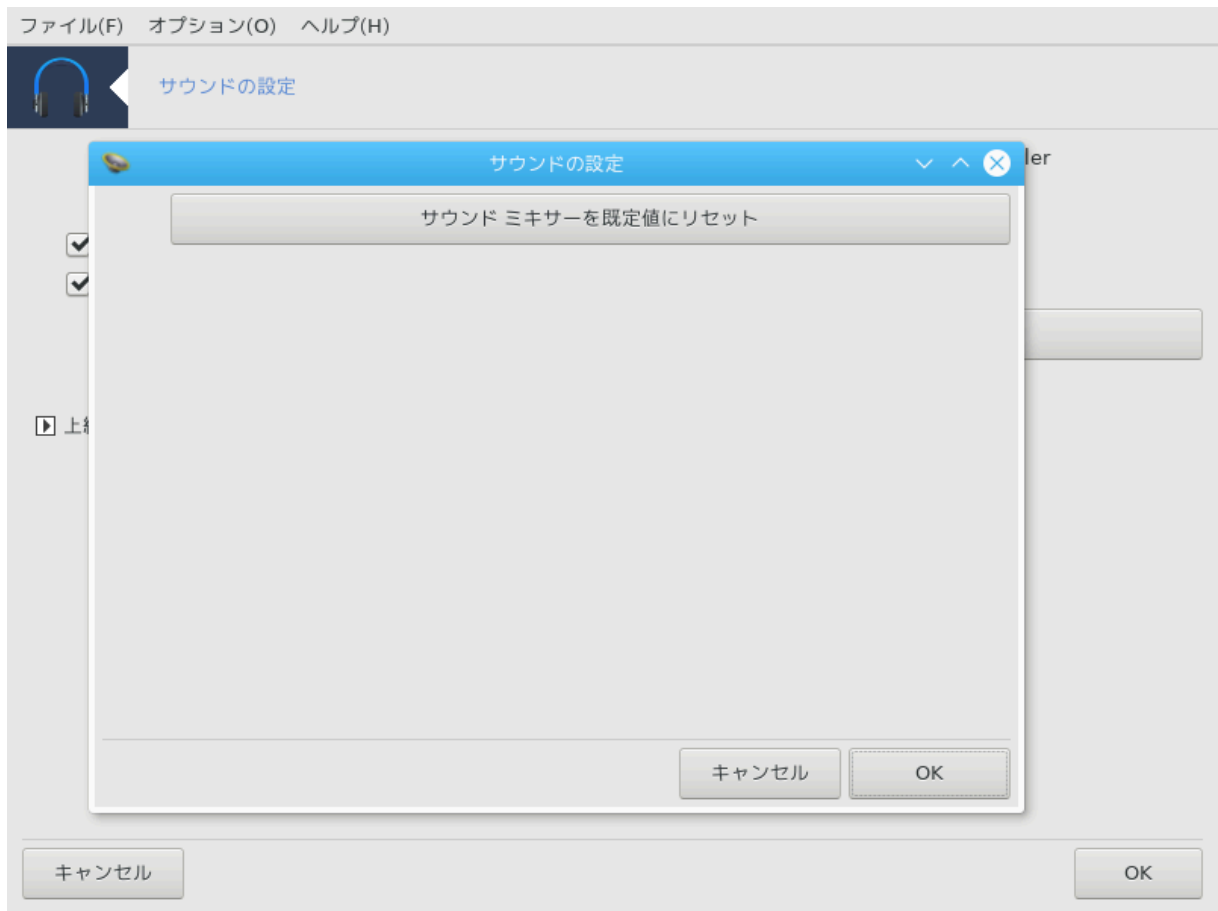 ファイル(F) オプション(O) ヘルプ(H)
サウンドの設定
ler
サウンドの設定
サウンド ミキサーを既定値にリセット
上
キャンセル OK
キャンセル OK